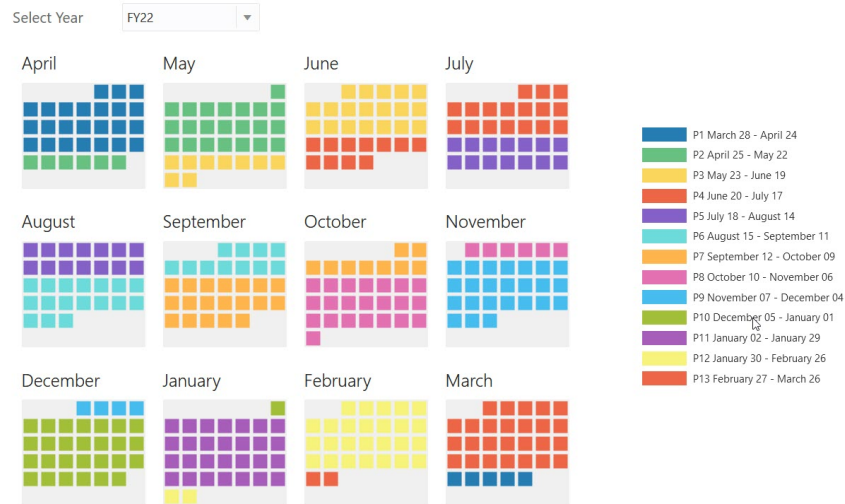 Select Year FY22
April May June July
August September October November
December January February March
P1 March 28 - April 24
P2 April 25 - May 22
P3 May 23 - June 19
P4 June 20 - July 17
P5 July 18 - August 14
P6 August 15 - September 11
P7 September 12 - October 09
P8 October 10 - November 06
P9 November 07 - December 04
P10 December 05 - January 01
P11 January 02 - January 29
P12 January 30 - February 26
P13 February 27 - March 26